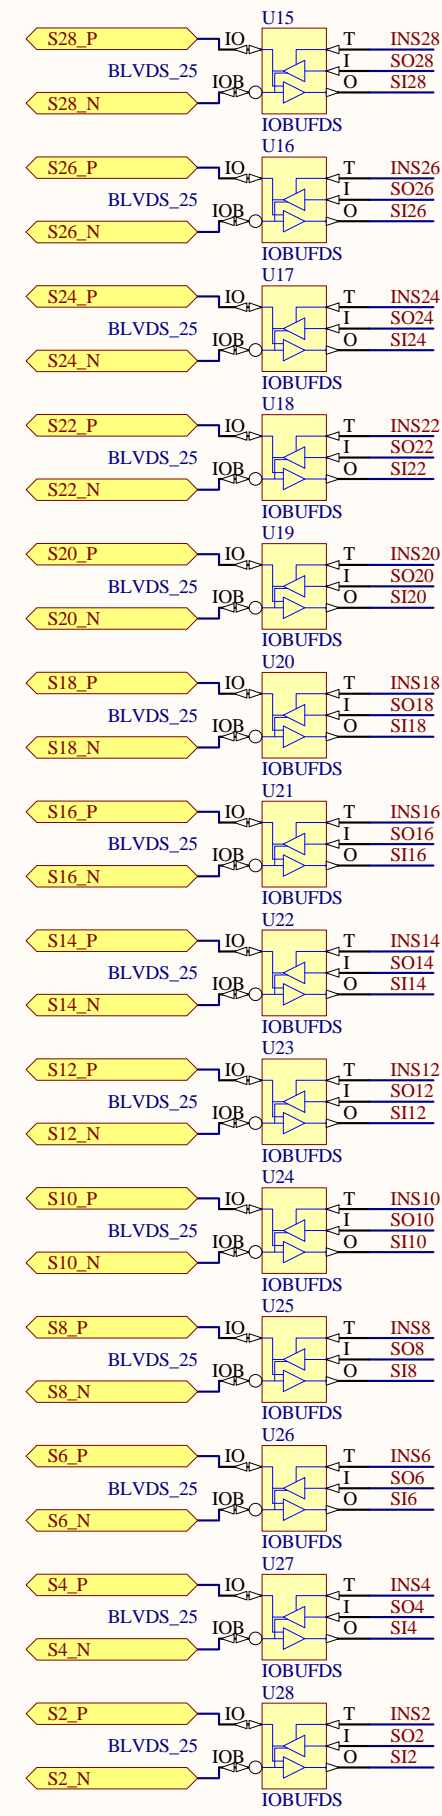 U15
S28_P IO T INS28
BLVDS_25 I SO28
S28_N IOB O SI28
IOBUFDS
U16
S26_P IO T INS26
BLVDS_25 I SO26
S26_N IOB O SI26
IOBUFDS
U17
S24_P IO T INS24
BLVDS_25 I SO24
S24_N IOB O SI24
IOBUFDS
U18
S22_P IO T INS22
BLVDS_25 I SO22
S22_N IOB O SI22
IOBUFDS
U19
S20_P IO T INS20
BLVDS_25 I SO20
S20_N IOB O SI20
IOBUFDS
U20
S18_P IO T INS18
BLVDS_25 I SO18
S18_N IOB O SI18
IOBUFDS
U21
S16_P IO T INS16
BLVDS_25 I SO16
S16_N IOB O SI16
IOBUFDS
U22
S14_P IO T INS14
BLVDS_25 I SO14
S14_N IOB O SI14
IOBUFDS
U23
S12_P IO T INS12
BLVDS_25 I SO12
S12_N IOB O SI12
IOBUFDS
U24
S10_P IO T INS10
BLVDS_25 I SO10
S10_N IOB O SI10
IOBUFDS
U25
S8_P IO T INS8
BLVDS_25 I SO8
S8_N IOB O SI8
IOBUFDS
U26
S6_P IO T INS6
BLVDS_25 I SO6
S6_N IOB O SI6
IOBUFDS
U27
S4_P IO T INS4
BLVDS_25 I SO4
S4_N IOB O SI4
IOBUFDS
U28
S2_P IO T INS2
BLVDS_25 I SO2
S2_N IOB O SI2
IOBUFDS